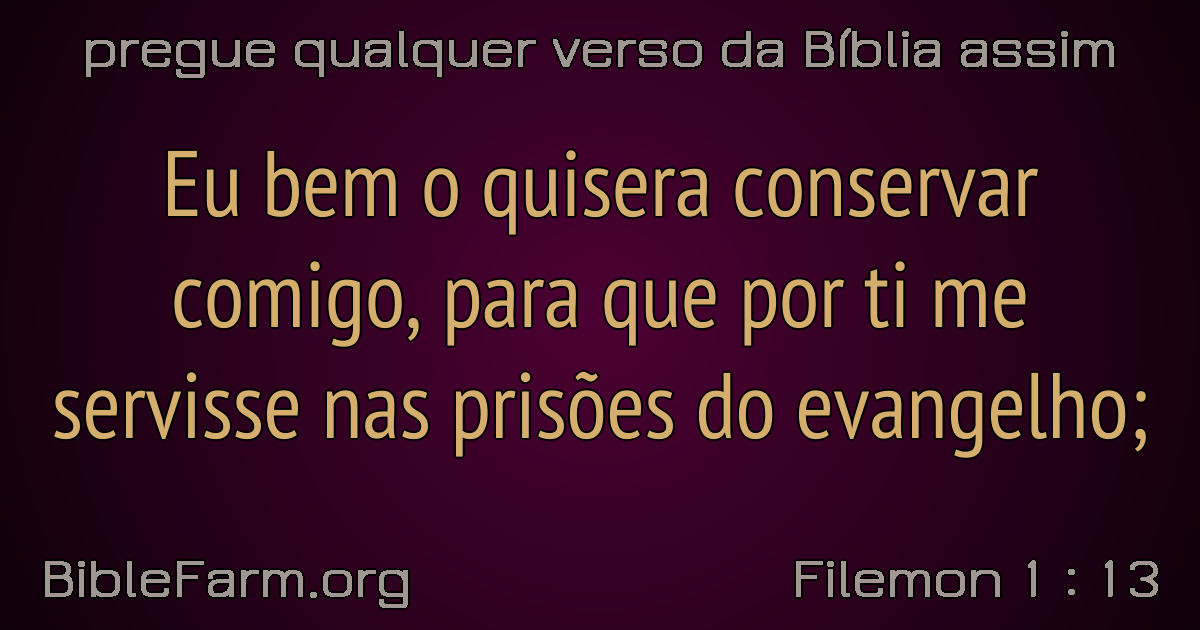 pregue qualquer verso da Bíblia assim
Eu bem o quisera conservar
comigo, para que por ti me
servisse nas prisões do evangelho;
BibleFarm.org
Filemon 1 : 13